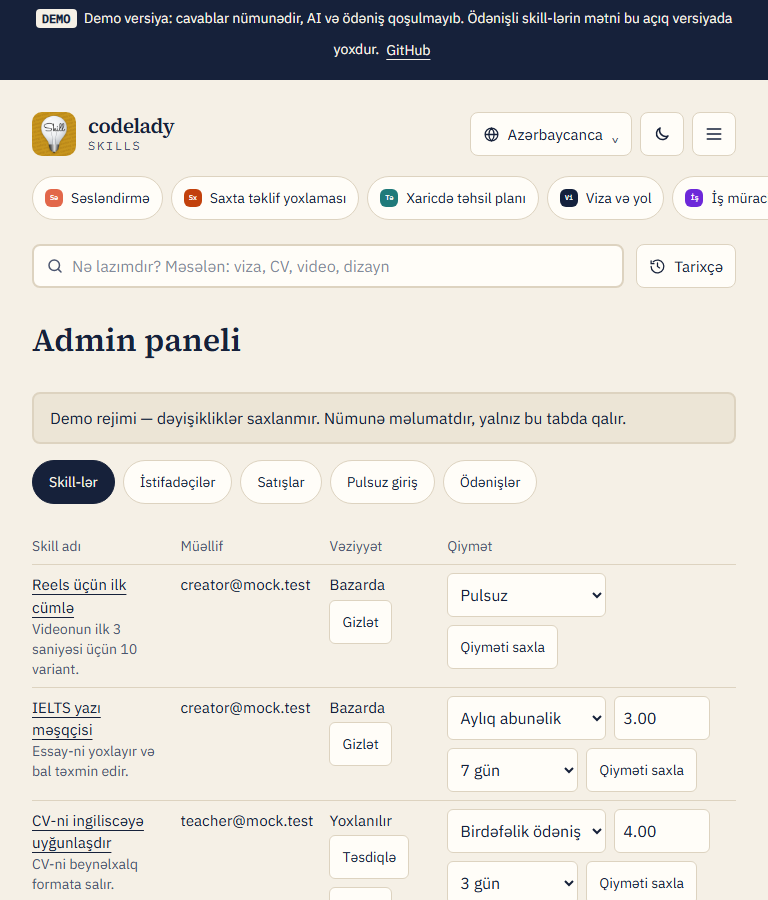 DEMO Demo versiya: cavablar nümunədir, AI və ödəniş qoşulmayıb. Ödənişli skill-lərin mətni bu açıq versiyada
yoxdur. GitHub
Skill
codelady
SKILLS
Azərbaycanca
Sə Səsləndirmə
Sx Saxta təklif yoxlaması
Tə Xaricdə təhsil planı
Vi Viza və yol
İş İş mürac
Nə lazımdır? Məsələn: viza, CV, video, dizayn
Tarixçə
Admin paneli
Demo rejimi — dəyişikliklər saxlanmır. Nümunə məlumatdır, yalnız bu tabda qalır.
Skill-lər
İstifadəçilər
Satışlar
Pulsuz giriş
Ödənişlər
Skill adı
Müəllif
Vəziyyət
Qiymət
Reels üçün ilk
cümlə
Videonun ilk 3
saniyəsi üçün 10
variant.
creator@mock.test
Bazarda
Gizlət
Pulsuz
Qiyməti saxla
IELTS yazı
məşqçisi
Essay-ni yoxlayır və
bal təxmin edir.
creator@mock.test
Bazarda
Gizlət
Aylıq abunəlik
3.00
7 gün
Qiyməti saxla
CV-ni ingiliscəyə
uyğunlaşdır
CV-ni beynəlxalq
formata salır.
teacher@mock.test
Yoxlanılır
Təsdiqlə
Birdəfəlik ödəniş
4.00
3 gün
Qiyməti saxla